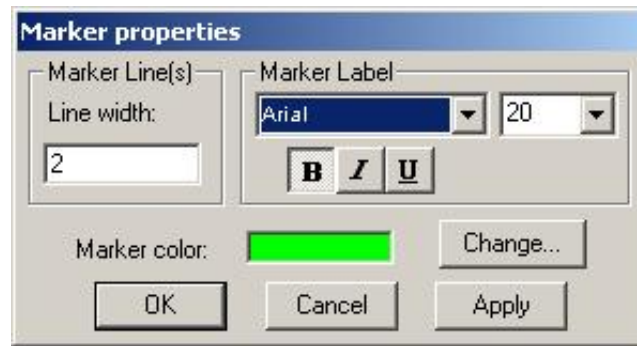 Marker properties
Marker Line(s)
Line width:
2
Marker Label
Arial 20
B I U
Marker color: Change...
OK Cancel Apply